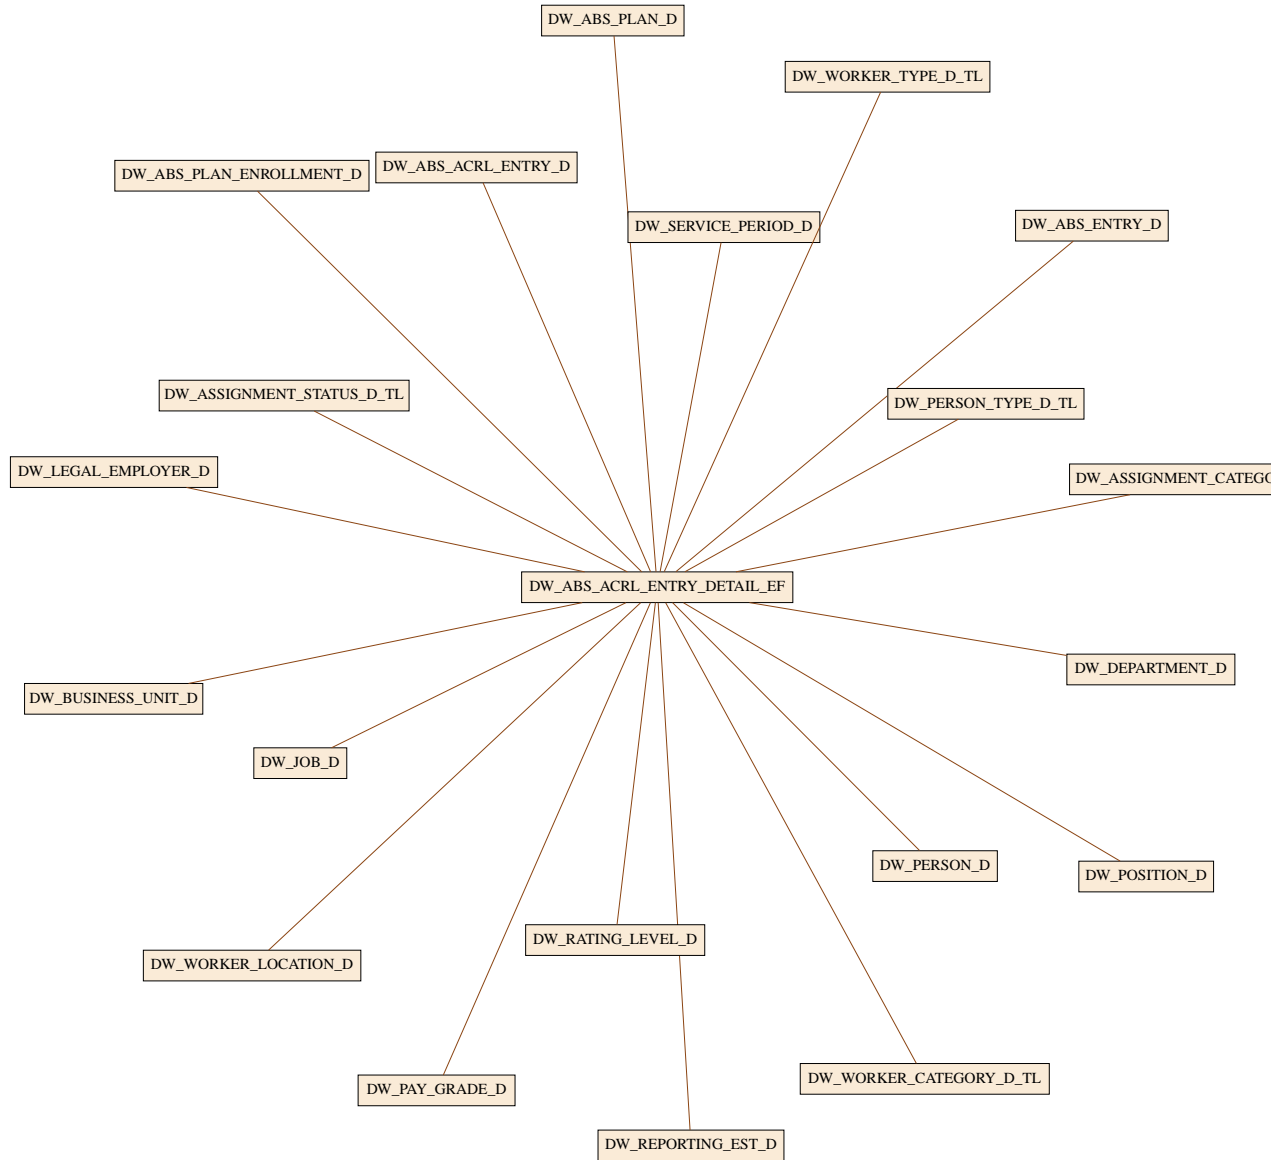 DW_ABS_PLAN_D
DW_WORKER_TYPE_D_TL
DW_ABS_ACRL_ENTRY_D
DW_ABS_PLAN_ENROLLMENT_D
DW_SERVICE_PERIOD_D
DW_ABS_ENTRY_D
DW_ASSIGNMENT_STATUS_D_TL
DW_PERSON_TYPE_D_TL
DW_LEGAL_EMPLOYER_D
DW_ASSIGNMENT_CATEGO
DW_ABS_ACRL_ENTRY_DETAIL_EF
DW_DEPARTMENT_D
DW_BUSINESS_UNIT_D
DW_JOB_D
DW_PERSON_D
DW_POSITION_D
DW_RATING_LEVEL_D
DW_WORKER_LOCATION_D
DW_WORKER_CATEGORY_D_TL
DW_PAY_GRADE_D
DW_REPORTING_EST_D